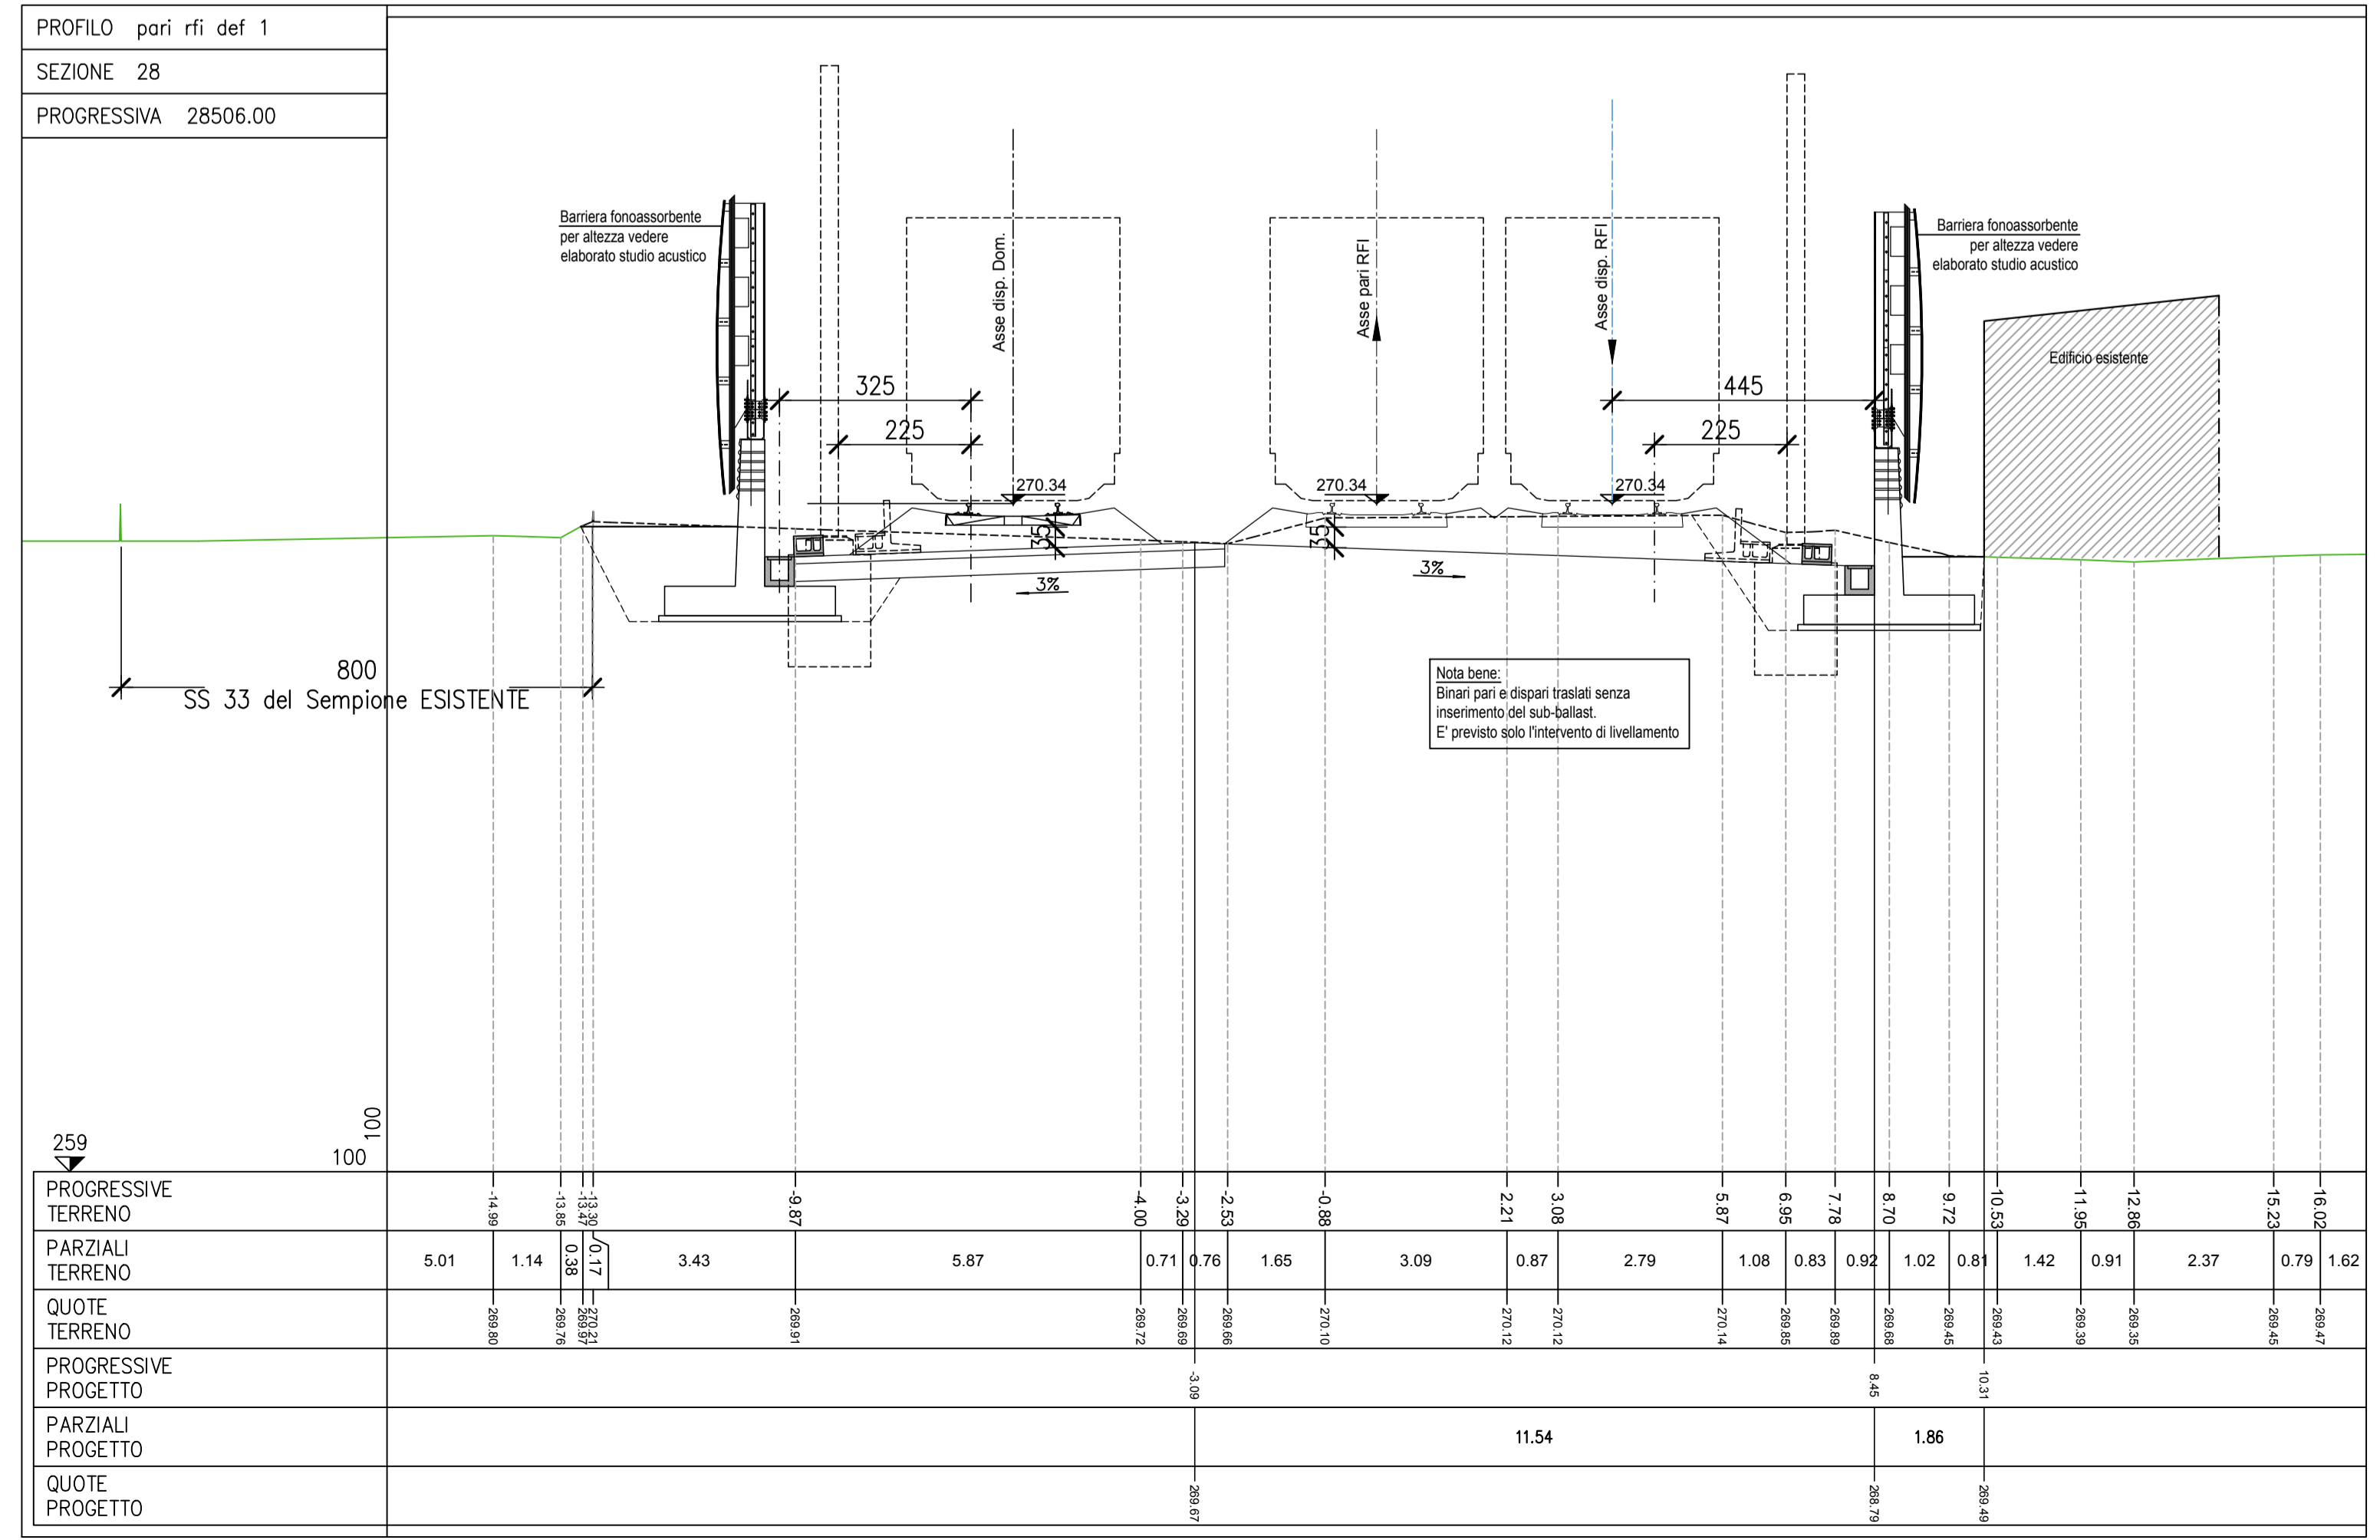 PROFILO pari rfi def 1
SEZIONE 28
PROGRESSIVA 28506.00
Barriera fonoassorbente
per altezza vedere
elaborato studio acustico
Asse disp. Dom.
Asse pari RFI
Asse disp. RFI
Barriera fonoassorbente
per altezza vedere
elaborato studio acustico
Edificio esistente
325
445
225
225
270.34
270.34
270.34
35
35
3%
3%
800
SS 33 del Sempione ESISTENTE
Nota bene:
Binari pari e dispari traslati senza
inserimento del sub-ballast.
E' previsto solo l'intervento di livellamento
259
100
100
PROGRESSIVE
TERRENO
-14.99 -13.85 -13.47 -13.30 -9.87 -4.00 -3.29 -2.53 -0.88 2.21 3.08 5.87 6.95 7.78 8.70 9.72 10.53 11.95 12.86 15.23 16.02
PARZIALI
TERRENO
5.01 1.14 0.38 0.17 3.43 5.87 0.71 0.76 1.65 3.09 0.87 2.79 1.08 0.83 0.92 1.02 0.81 1.42 0.91 2.37 0.79 1.62
QUOTE
TERRENO
269.80 269.76 269.97 270.21 269.91 269.72 269.69 269.66 270.10 270.12 270.12 270.14 269.85 269.89 269.68 269.45 269.43 269.39 269.35 269.45 269.47
PROGRESSIVE
PROGETTO
-3.09 8.45 10.31
PARZIALI
PROGETTO
11.54 1.86
QUOTE
PROGETTO
269.67 268.79 269.49